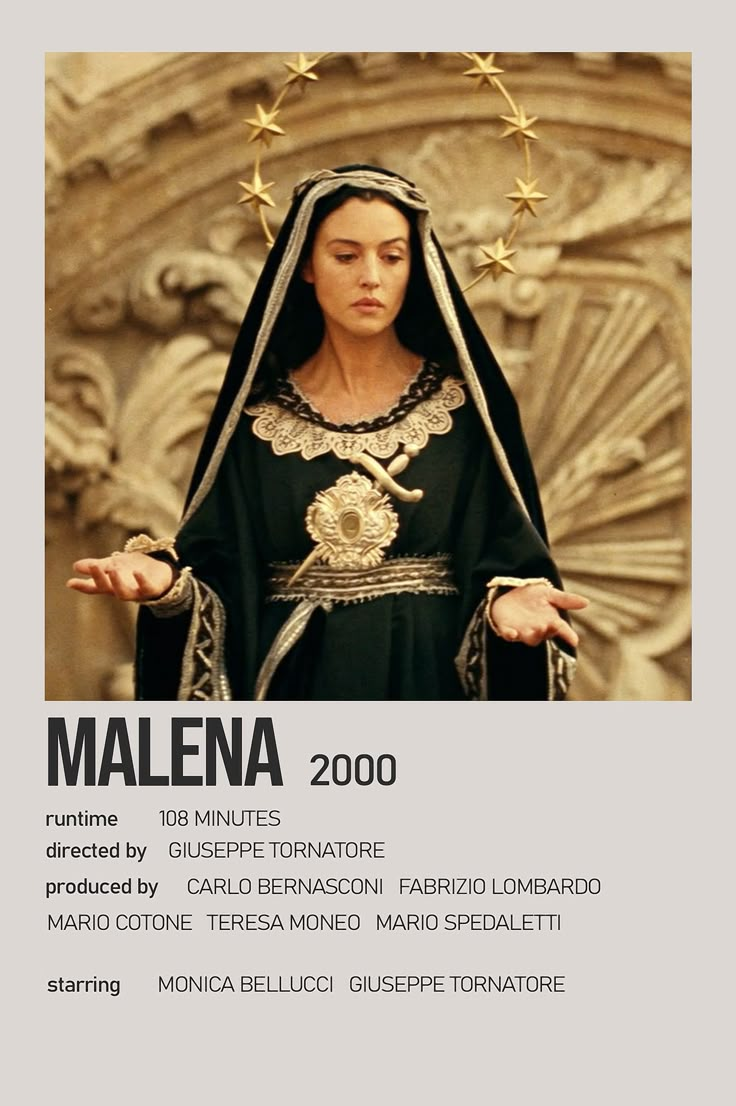 MALENA 2000
runtime 108 MINUTES
directed by GIUSEPPE TORNATORE
produced by CARLO BERNASCONI FABRIZIO LOMBARDO
MARIO COTONE TERESA MONEO MARIO SPEDALETTI
starring MONICA BELLUCCI GIUSEPPE TORNATORE